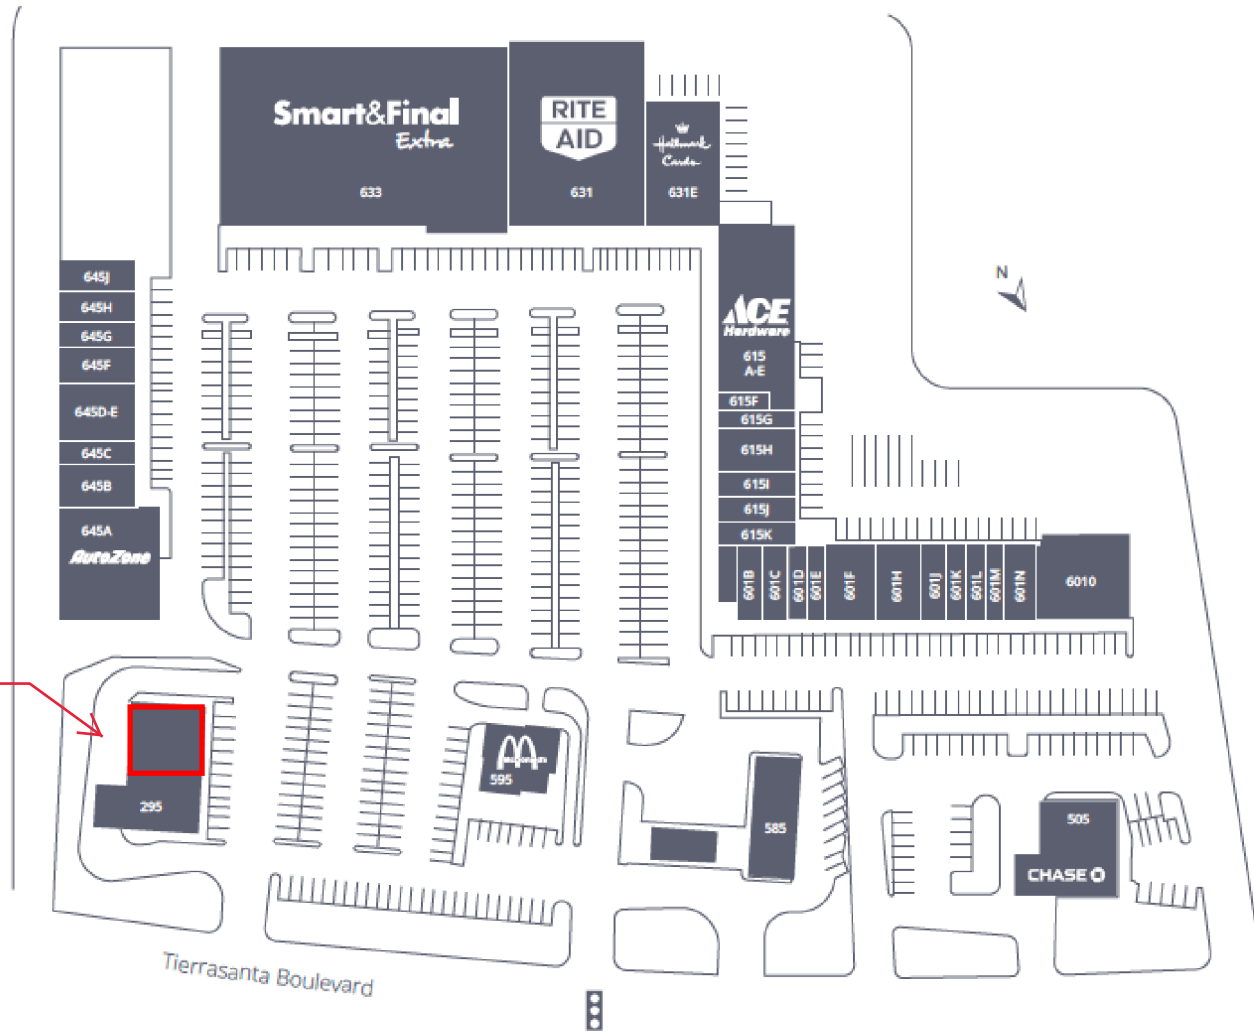 Smart&Final
Extra
633
RITE
AID
631
Hallmark
Cards
631E
N
645J
645H
645G
645F
645D-E
645C
645B
645A
AutoZone
ACE
Hardware
615
A-E
615F
615G
615H
615I
615J
615K
601B
601C
601D
601E
601F
601H
601J
601K
601L
601M
601N
6010
295
McDonald's
595
585
505
CHASE
Tierrasanta Boulevard